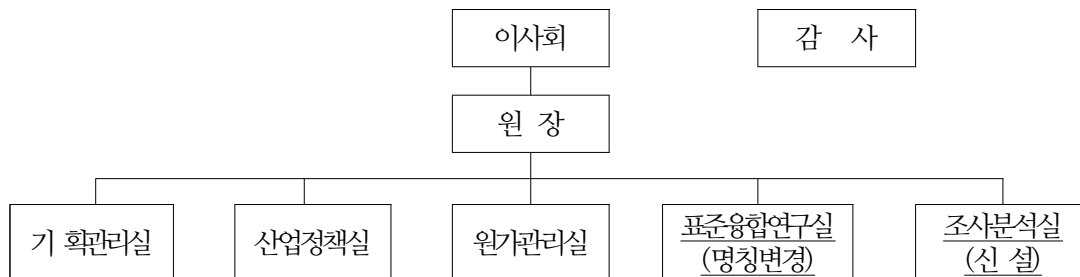 이사회
감 사
원 장
기 획관리실
산업정책실
원가관리실
표준융합연구실
(명칭변경)
조사분석실
(신 설)